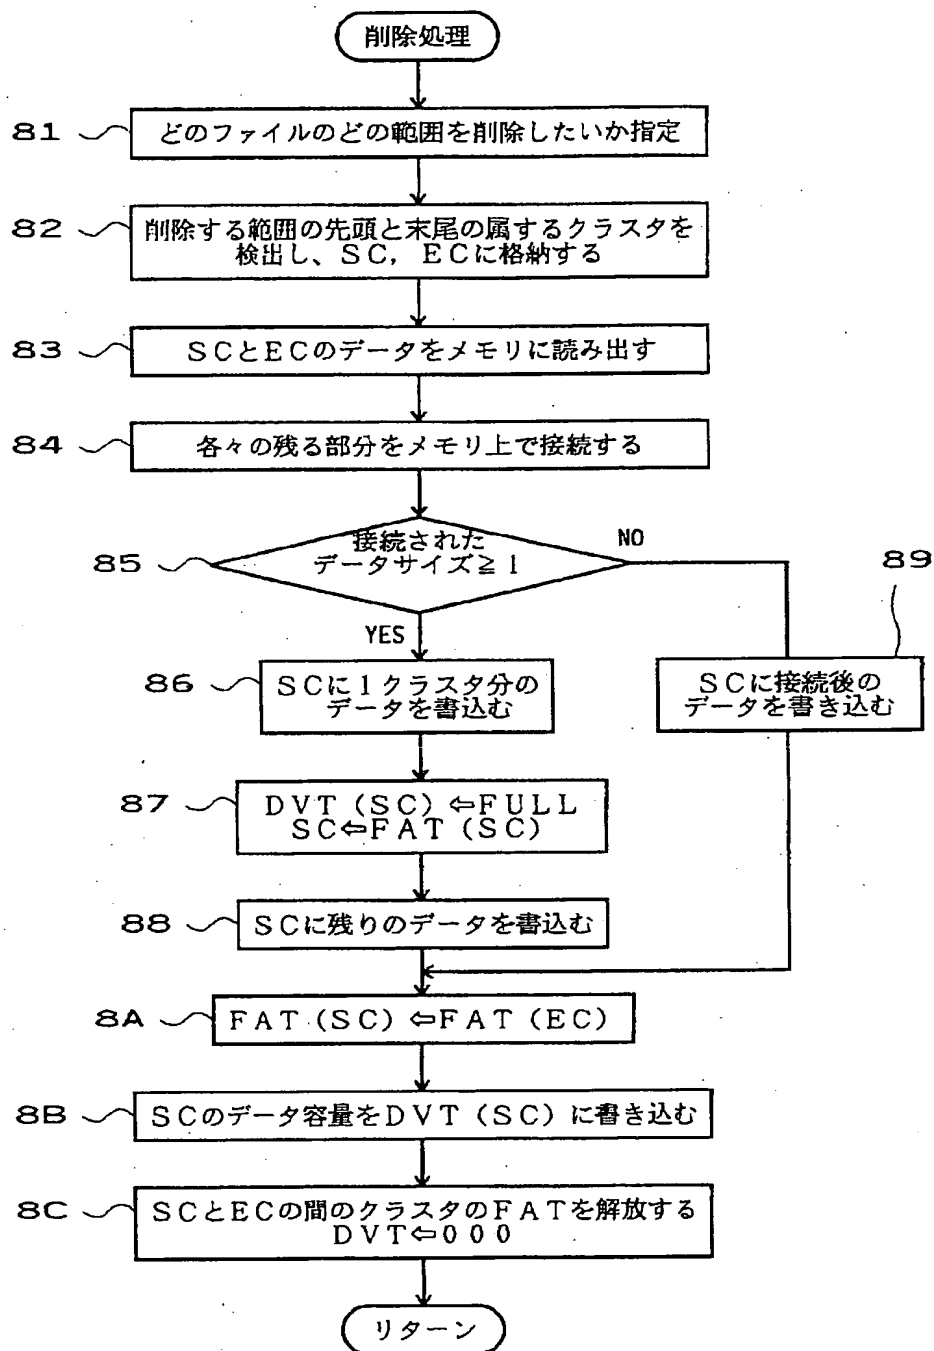 削除処理
81
どのファイルのどの範囲を削除したいか指定
82
削除する範囲の先頭と末尾の属するクラスタを
検出し、ＳＣ，ＥＣに格納する
83
ＳＣとＥＣのデータをメモリに読み出す
84
各々の残る部分をメモリ上で接続する
85
接続された
データサイズ≧１
NO
YES
86
ＳＣに１クラスタ分の
データを書込む
89
ＳＣに接続後の
データを書き込む
87
ＤＶＴ（ＳＣ）⇦ＦＵＬＬ
ＳＣ⇦ＦＡＴ（ＳＣ）
88
ＳＣに残りのデータを書込む
8A
ＦＡＴ（ＳＣ）⇦ＦＡＴ（ＥＣ）
8B
ＳＣのデータ容量をＤＶＴ（ＳＣ）に書き込む
8C
ＳＣとＥＣの間のクラスタのＦＡＴを解放する
ＤＶＴ⇦０００
リターン